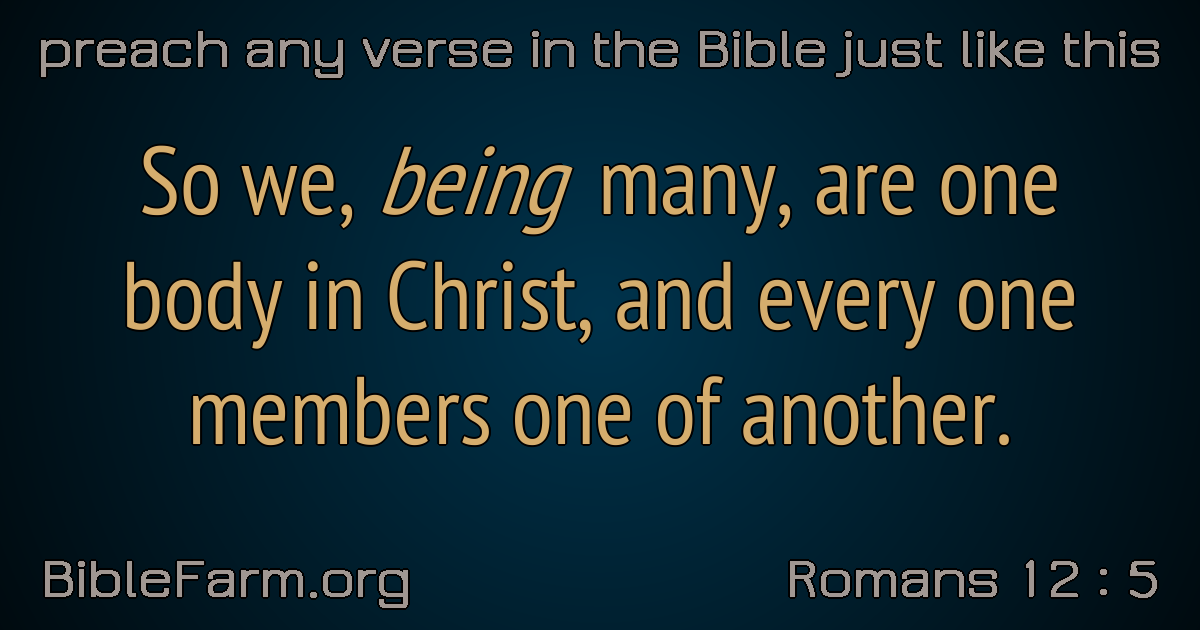 preach any verse in the Bible just like this
So we, being many, are one
body in Christ, and every one
members one of another.
BibleFarm.org
Romans 12 : 5